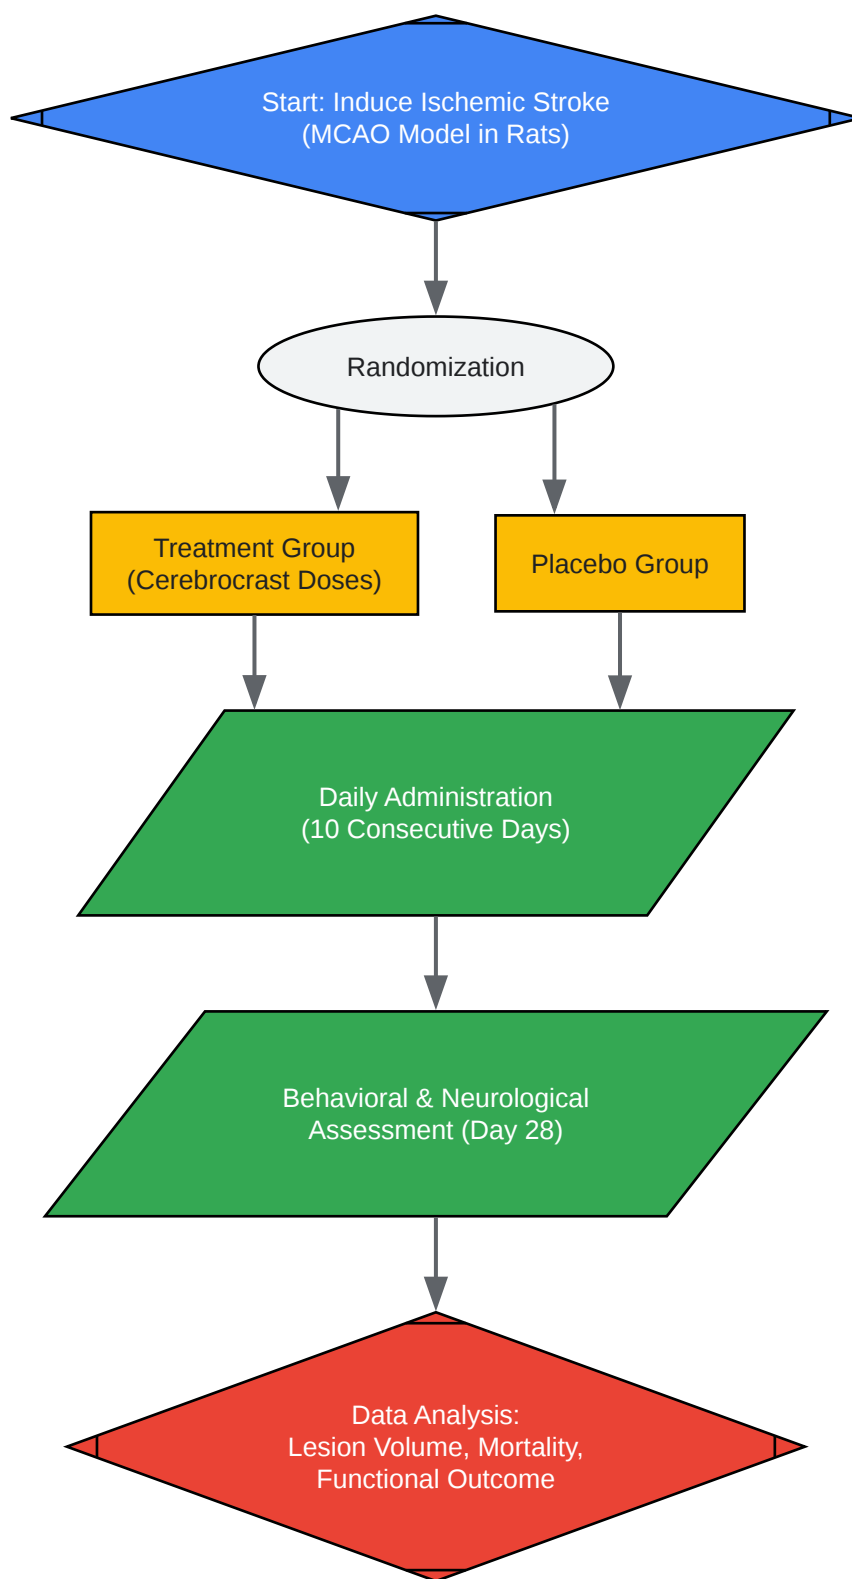 Start: Induce Ischemic Stroke
(MCAO Model in Rats)
Randomization
Treatment Group
(Cerebrocrast Doses)
Placebo Group
Daily Administration
(10 Consecutive Days)
Behavioral & Neurological
Assessment (Day 28)
Data Analysis:
Lesion Volume, Mortality,
Functional Outcome